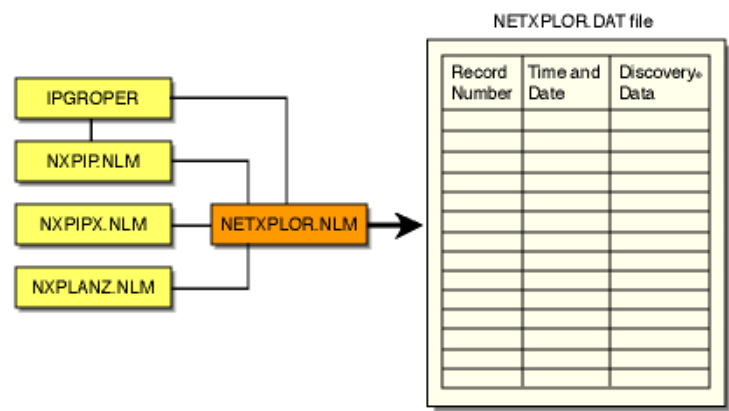 NETXPLOR.DAT file
Record Number
Time and Date
Discovery Data
IPGROPER
NXPIP.NLM
NXPIPX.NLM
NETXPLOR.NLM
NXPLANZ.NLM